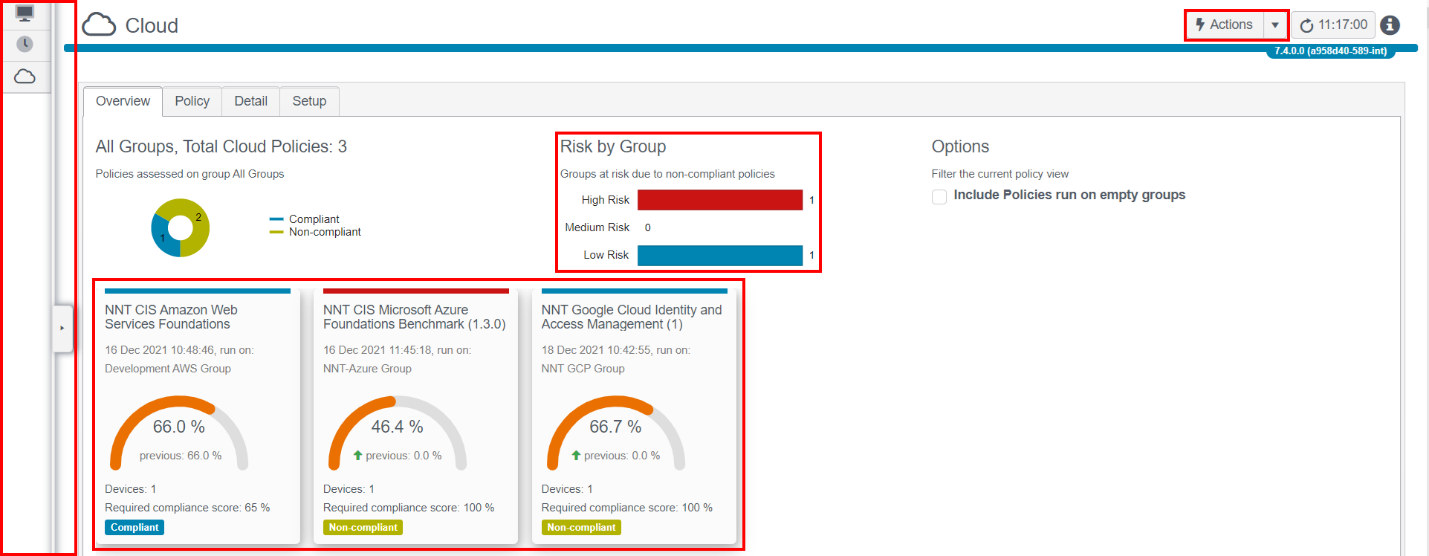 Cloud
Actions
11:17:00
7.4.0.0 (a958d40-589-int)
Overview
Policy
Detail
Setup
All Groups, Total Cloud Policies: 3
Policies assessed on group All Groups
1
2
Compliant
Non-compliant
Risk by Group
Groups at risk due to non-compliant policies
High Risk 1
Medium Risk 0
Low Risk 1
Options
Filter the current policy view
Include Policies run on empty groups
NNT CIS Amazon Web
Services Foundations
16 Dec 2021 10:48:46, run on:
Development AWS Group
66.0 %
previous: 66.0 %
Devices: 1
Required compliance score: 65 %
Compliant
NNT CIS Microsoft Azure
Foundations Benchmark (1.3.0)
16 Dec 2021 11:45:18, run on:
NNT-Azure Group
46.4 %
previous: 0.0 %
Devices: 1
Required compliance score: 100 %
Non-compliant
NNT Google Cloud Identity and
Access Management (1)
18 Dec 2021 10:42:55, run on:
NNT GCP Group
66.7 %
previous: 0.0 %
Devices: 1
Required compliance score: 100 %
Non-compliant